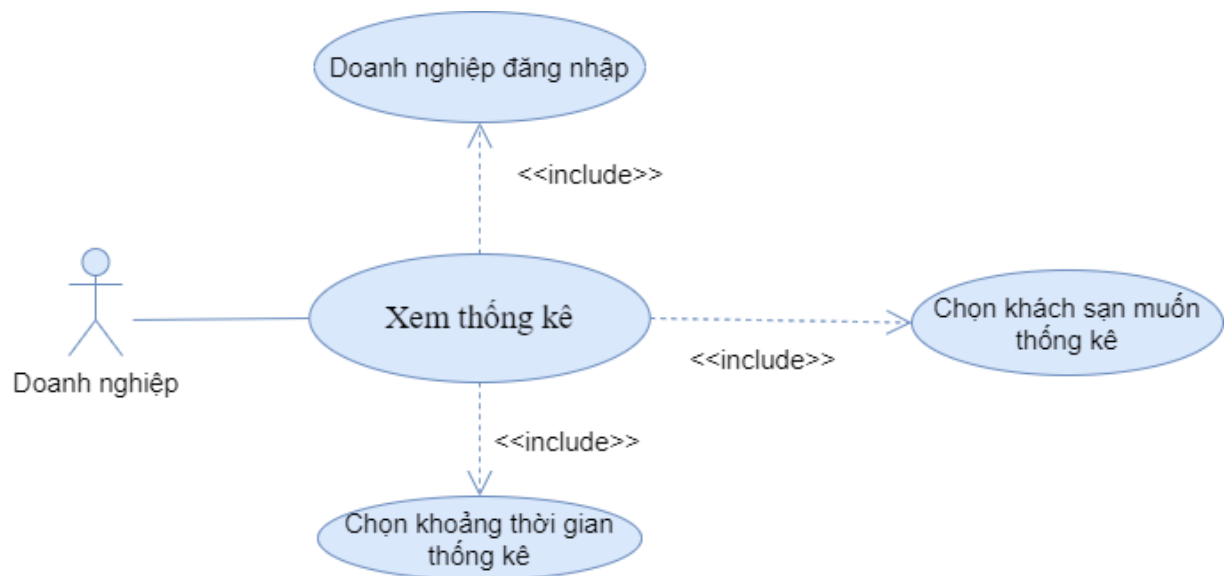 Doanh nghiệp đăng nhập
<<include>>
Xem thống kê
Chọn khách sạn muốn
thống kê
<<include>>
Doanh nghiệp
<<include>>
Chọn khoảng thời gian
thống kê